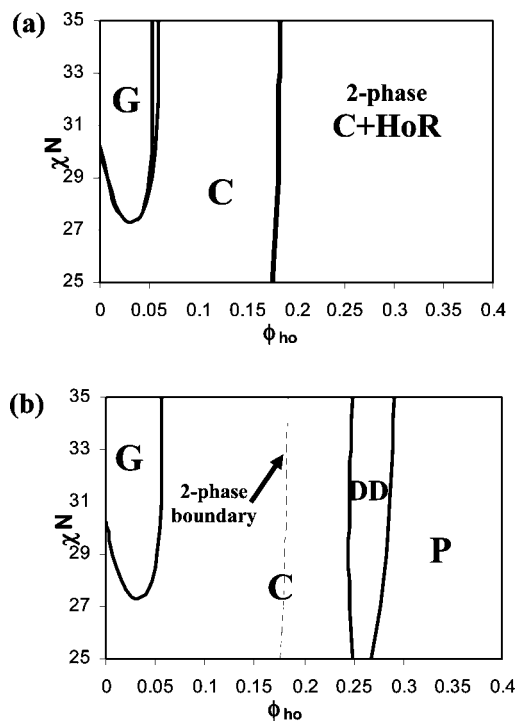 (a)
35
33
31
29
27
25
χN
G
C
2-phase
C+HoR
0
0.05
0.1
0.15
0.2
0.25
0.3
0.35
0.4
ϕho
(b)
35
33
31
29
27
25
χN
G
2-phase
boundary
C
DD
P
0
0.05
0.1
0.15
0.2
0.25
0.3
0.35
0.4
ϕho